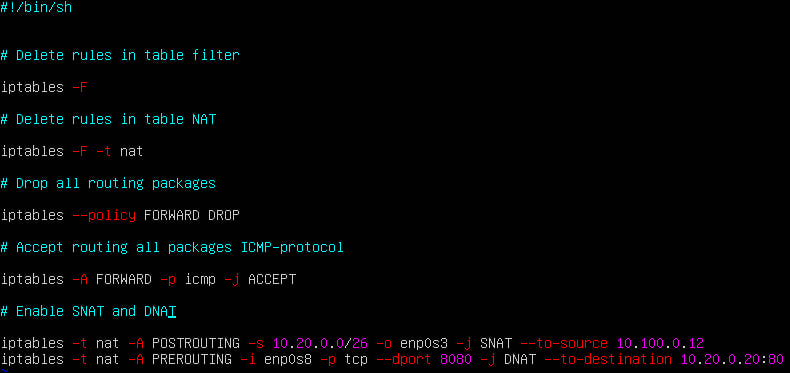 #!/bin/sh
# Delete rules in table filter
iptables -F
# Delete rules in table NAT
iptables -F -t nat
# Drop all routing packages
iptables --policy FORWARD DROP
# Accept routing all packages ICMP-protocol
iptables -A FORWARD -p icmp -j ACCEPT
# Enable SNAT and DNAT
iptables -t nat -A POSTROUTING -s 10.20.0.0/26 -o enp0s3 -j SNAT --to-source 10.100.0.12
iptables -t nat -A PREROUTING -i enp0s8 -p tcp --dport 8080 -j DNAT --to-destination 10.20.0.20:80